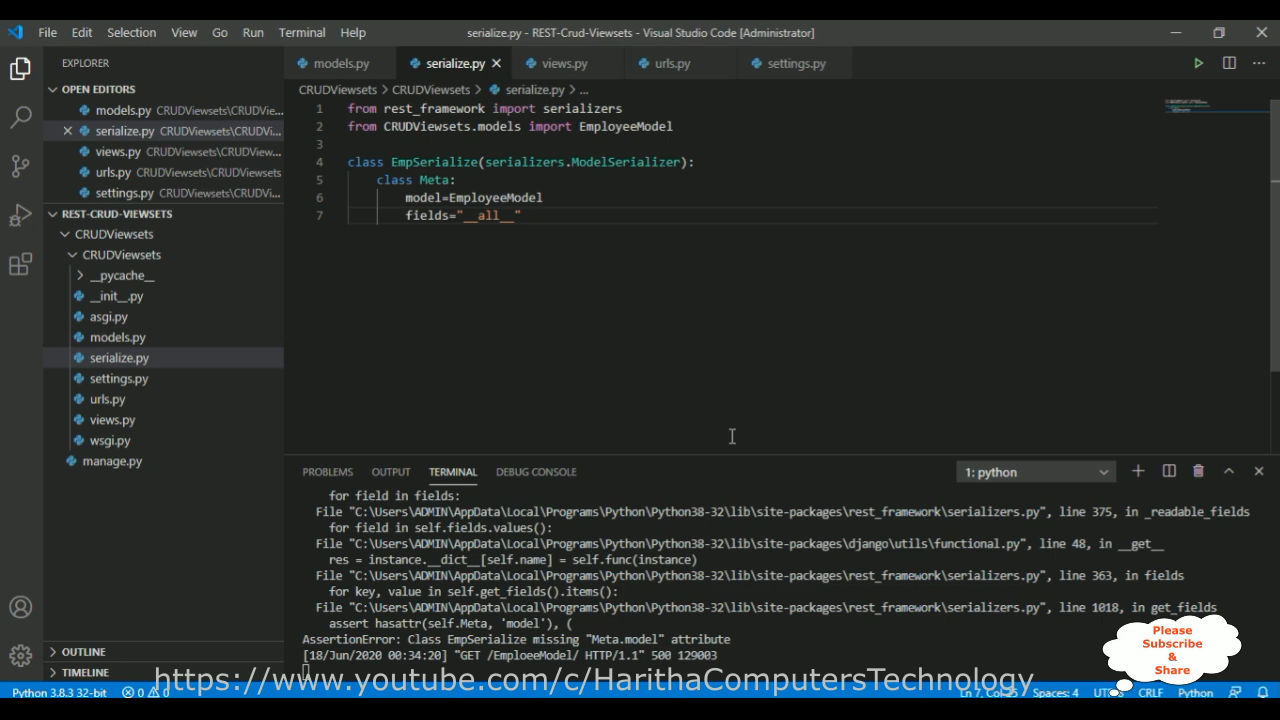 File Edit Selection View Go Run Terminal Help
serialize.py - REST-Crud-Viewsets - Visual Studio Code [Administrator]
EXPLORER
OPEN EDITORS
models.py CRUDViewsets\CRUDVie...
serialize.py CRUDViewsets\CRUDVi...
views.py CRUDViewsets\CRUDView...
urls.py CRUDViewsets\CRUDViewsets
settings.py CRUDViewsets\CRUDVie...
REST-CRUD-VIEWSETS
CRUDViewsets
CRUDViewsets
__pycache__
__init__.py
asgi.py
models.py
serialize.py
settings.py
urls.py
views.py
wsgi.py
manage.py
OUTLINE
TIMELINE
models.py serialize.py views.py urls.py settings.py
CRUDViewsets > CRUDViewsets > serialize.py > ...
1 from rest_framework import serializers
2 from CRUDViewsets.models import EmployeeModel
3
4 class EmpSerialize(serializers.ModelSerializer):
5 class Meta:
6 model=EmployeeModel
7 fields="__all__"
PROBLEMS OUTPUT TERMINAL DEBUG CONSOLE
1: python
for field in fields:
File "C:\Users\ADMIN\AppData\Local\Programs\Python\Python38-32\lib\site-packages\rest_framework\serializers.py", line 375, in _readable_fields
for field in self.fields.values():
File "C:\Users\ADMIN\AppData\Local\Programs\Python\Python38-32\lib\site-packages\django\utils\functional.py", line 48, in __get__
res = instance.__dict__[self.name] = self.func(instance)
File "C:\Users\ADMIN\AppData\Local\Programs\Python\Python38-32\lib\site-packages\rest_framework\serializers.py", line 363, in fields
for key, value in self.get_fields().items():
File "C:\Users\ADMIN\AppData\Local\Programs\Python\Python38-32\lib\site-packages\rest_framework\serializers.py", line 1018, in get_fields
assert hasattr(self.Meta, 'model'), (
AssertionError: Class EmpSerialize missing "Meta.model" attribute
[18/Jun/2020 00:34:20] "GET /EmploeeModel/ HTTP/1.1" 500 129003
Please
Subscribe
&
Share
https://www.youtube.com/c/HarithaComputersTechnology
Python 3.8.3 32-bit 0 0 Spaces: 4 CRLF Python